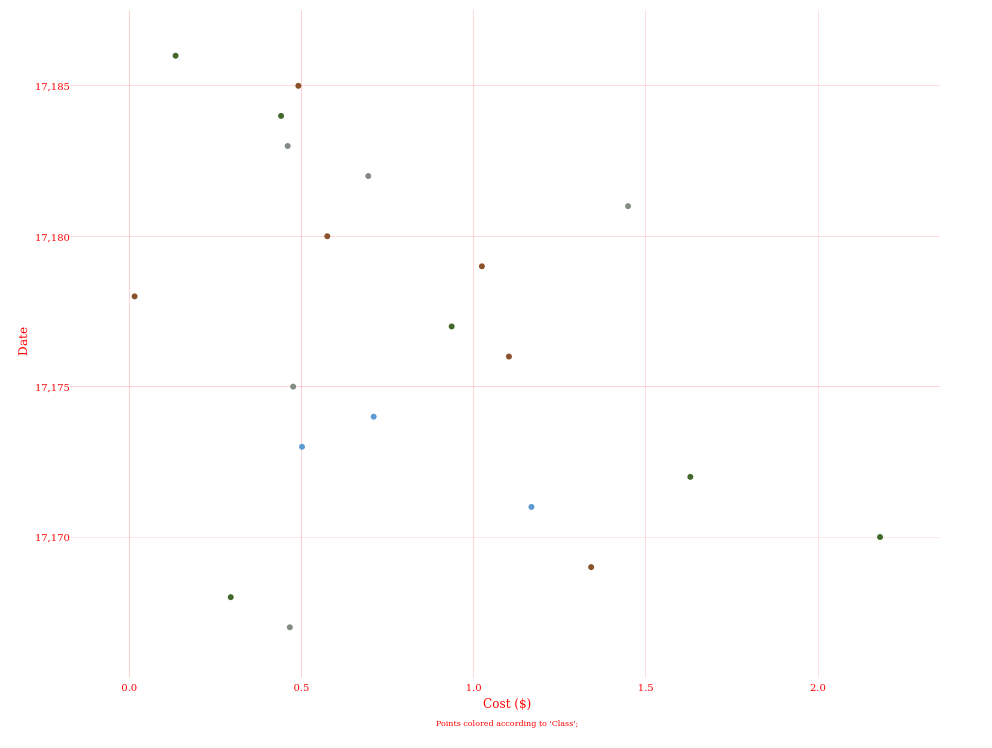 17,185
17,180
17,175
17,170
Date
0.0 0.5 1.0 1.5 2.0
Cost ($)
Points colored according to 'Class';